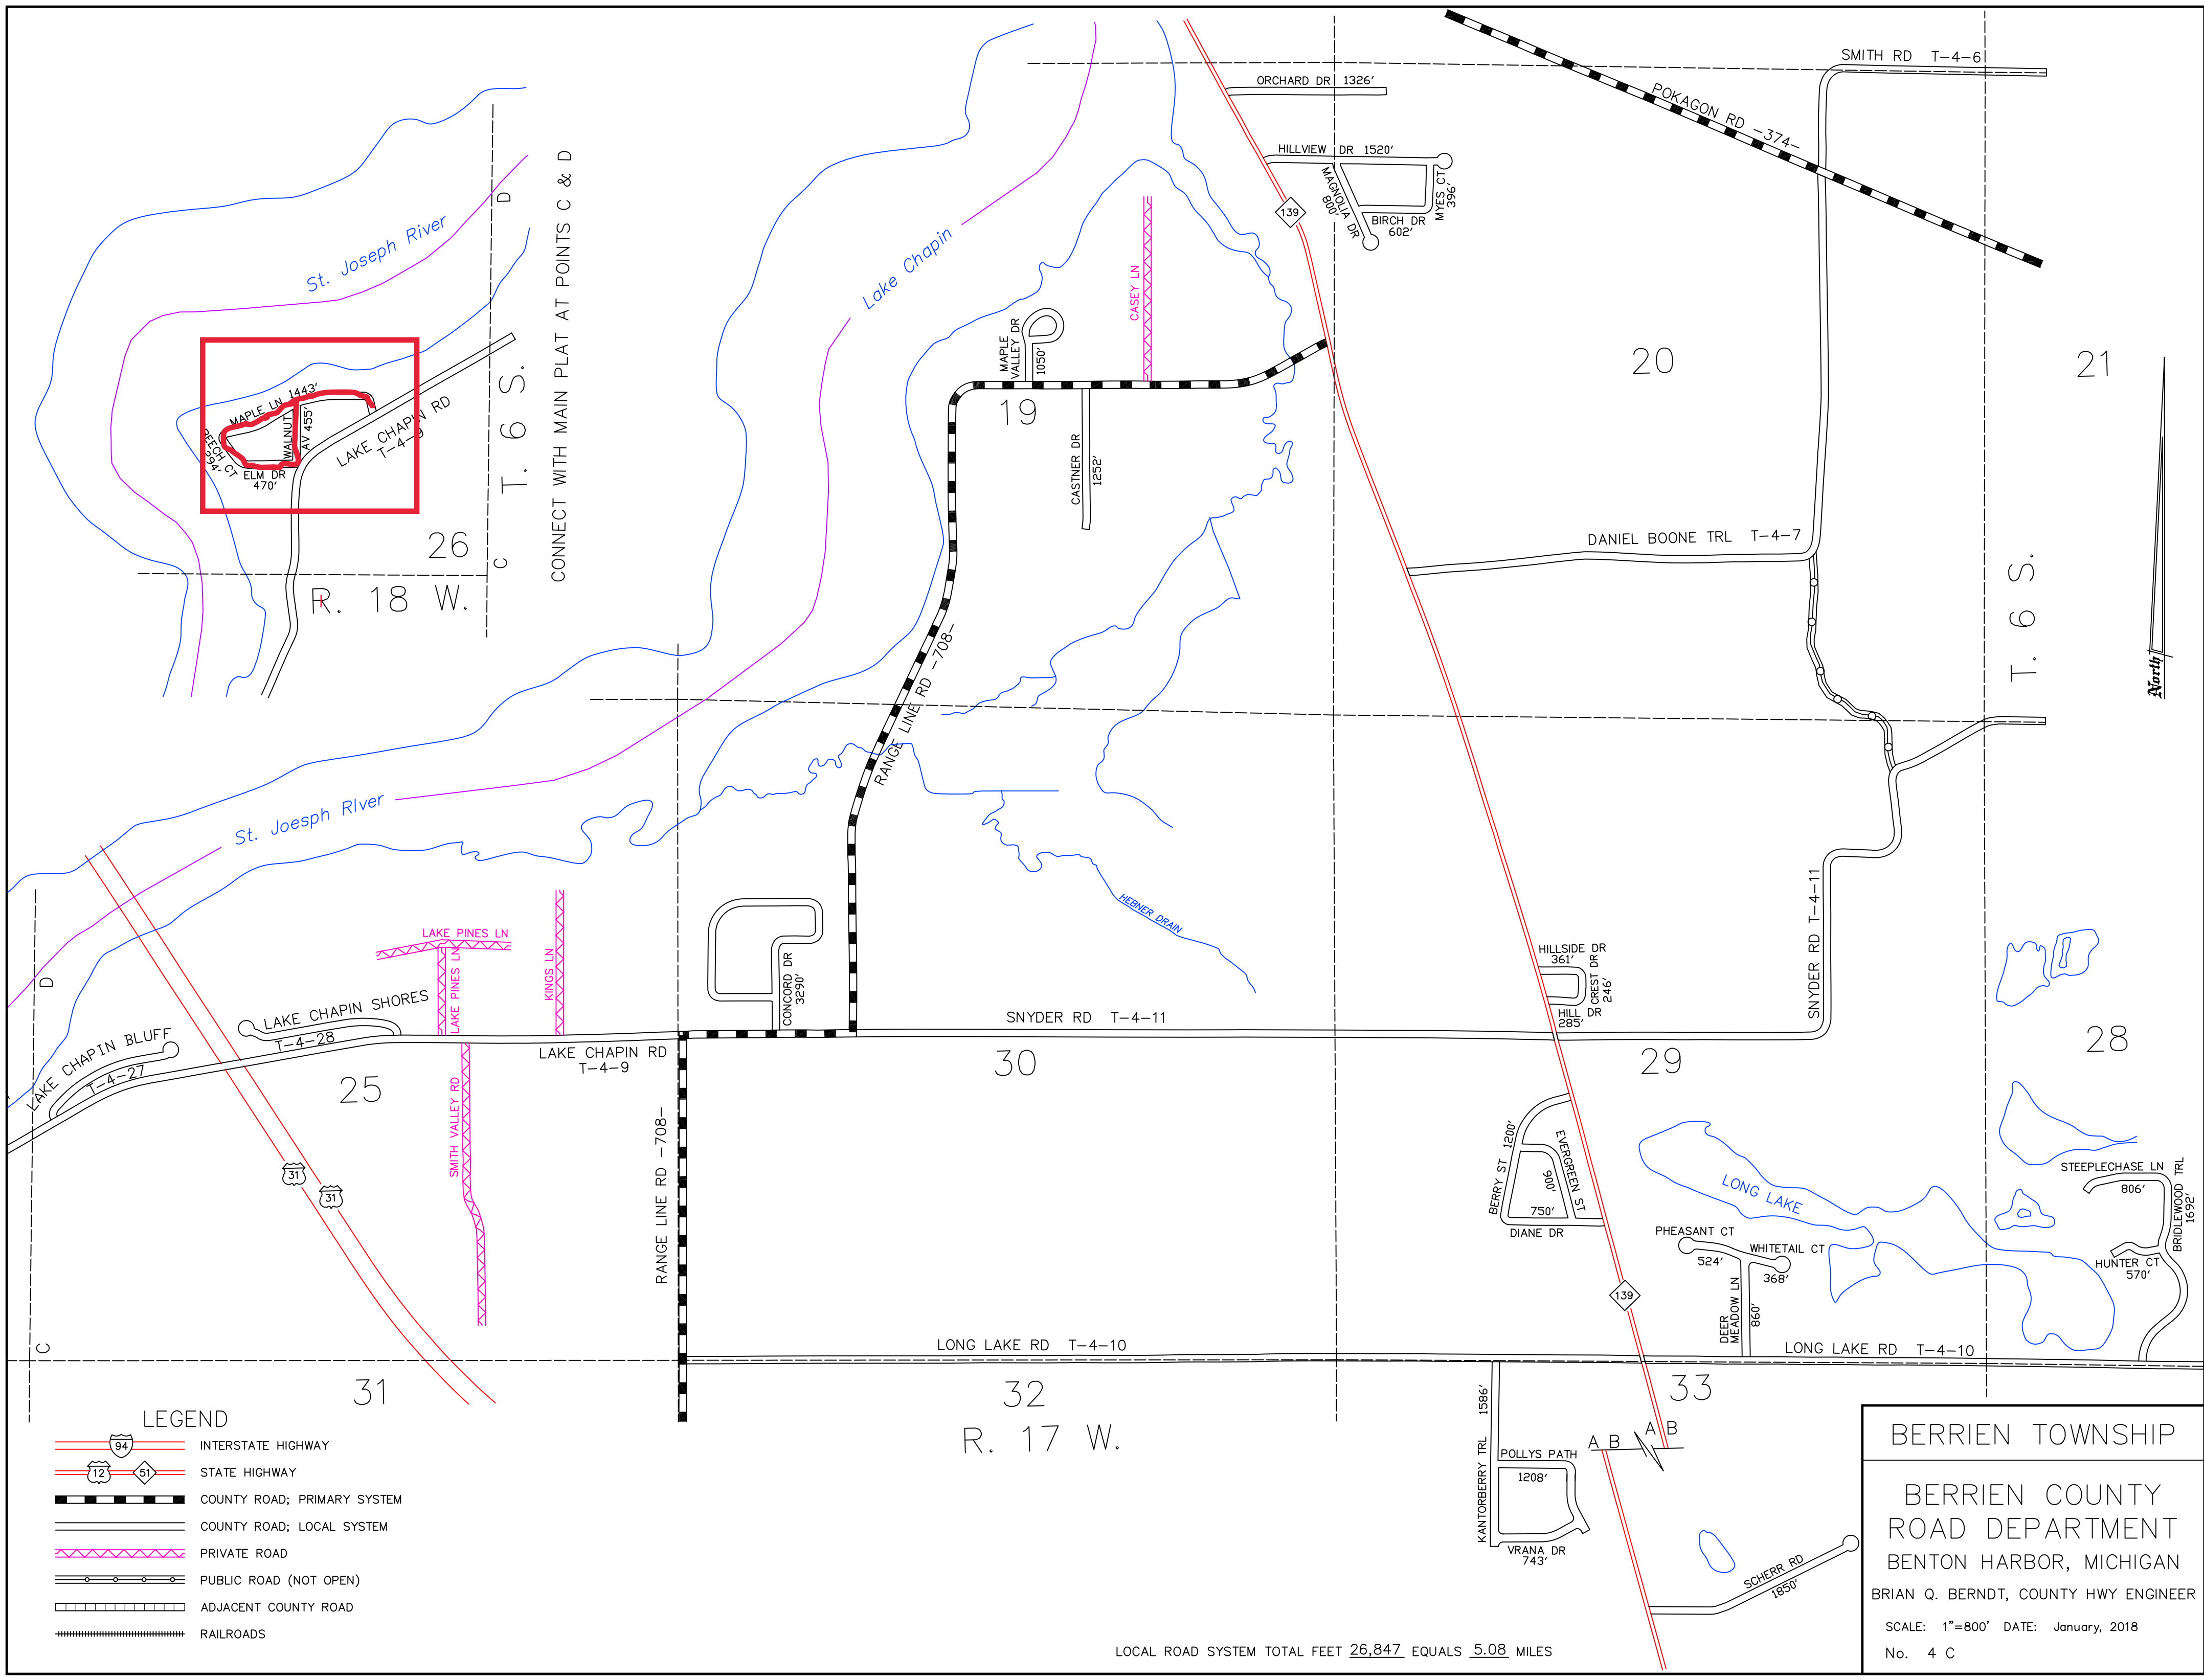 SMITH RD T-4-6
POKAGON RD -374-
ORCHARD DR 1326'
HILLVIEW DR 1520'
MAGNOLIA DR
800'
BIRCH DR
602'
MYES CT
396'
139
St. Joseph River
D
C
T. 6 S.
CONNECT WITH MAIN PLAT AT POINTS C & D
MAPLE LN 1443'
WALNUT
AV 455'
BEECH CT
294'
ELM DR
470'
LAKE CHAPIN RD
T-4-9
26
R. 18 W.
Lake Chapin
CASEY LN
MAPLE
VALLEY DR
1050'
19
CASTNER DR
1252'
20
21
DANIEL BOONE TRL T-4-7
T. 6 S.
North
RANGE LINE RD -708-
St. Joesph River
HEBNER DRAIN
D
C
LAKE PINES LN
LAKE PINES LN
KINGS LN
LAKE CHAPIN SHORES
T-4-28
LAKE CHAPIN BLUFF
T-4-27
25
31
31
SMITH VALLEY RD
LAKE CHAPIN RD
T-4-9
CONCORD DR
3290'
SNYDER RD T-4-11
30
HILLSIDE DR
361'
CREST DR
246'
HILL DR
285'
SNYDER RD T-4-11
29
28
RANGE LINE RD -708-
BERRY ST 1200'
EVERGREEN ST
900'
750'
DIANE DR
LONG LAKE
PHEASANT CT
524'
WHITETAIL CT
368'
DEER
MEADOW LN
860'
STEEPLECHASE LN
806'
BRIDLEWOOD TRL
1692'
HUNTER CT
570'
139
LONG LAKE RD T-4-10
LONG LAKE RD T-4-10
31
32
33
R. 17 W.
KANTORBERRY TRL 1586'
POLLYS PATH
1208'
VRANA DR
743'
A B
A B
SCHERR RD
1850'
LEGEND
94 INTERSTATE HIGHWAY
12 51 STATE HIGHWAY
COUNTY ROAD; PRIMARY SYSTEM
COUNTY ROAD; LOCAL SYSTEM
PRIVATE ROAD
PUBLIC ROAD (NOT OPEN)
ADJACENT COUNTY ROAD
RAILROADS
LOCAL ROAD SYSTEM TOTAL FEET 26,847 EQUALS 5.08 MILES
BERRIEN TOWNSHIP
BERRIEN COUNTY
ROAD DEPARTMENT
BENTON HARBOR, MICHIGAN
BRIAN Q. BERNDT, COUNTY HWY ENGINEER
SCALE: 1"=800' DATE: January, 2018
No. 4 C